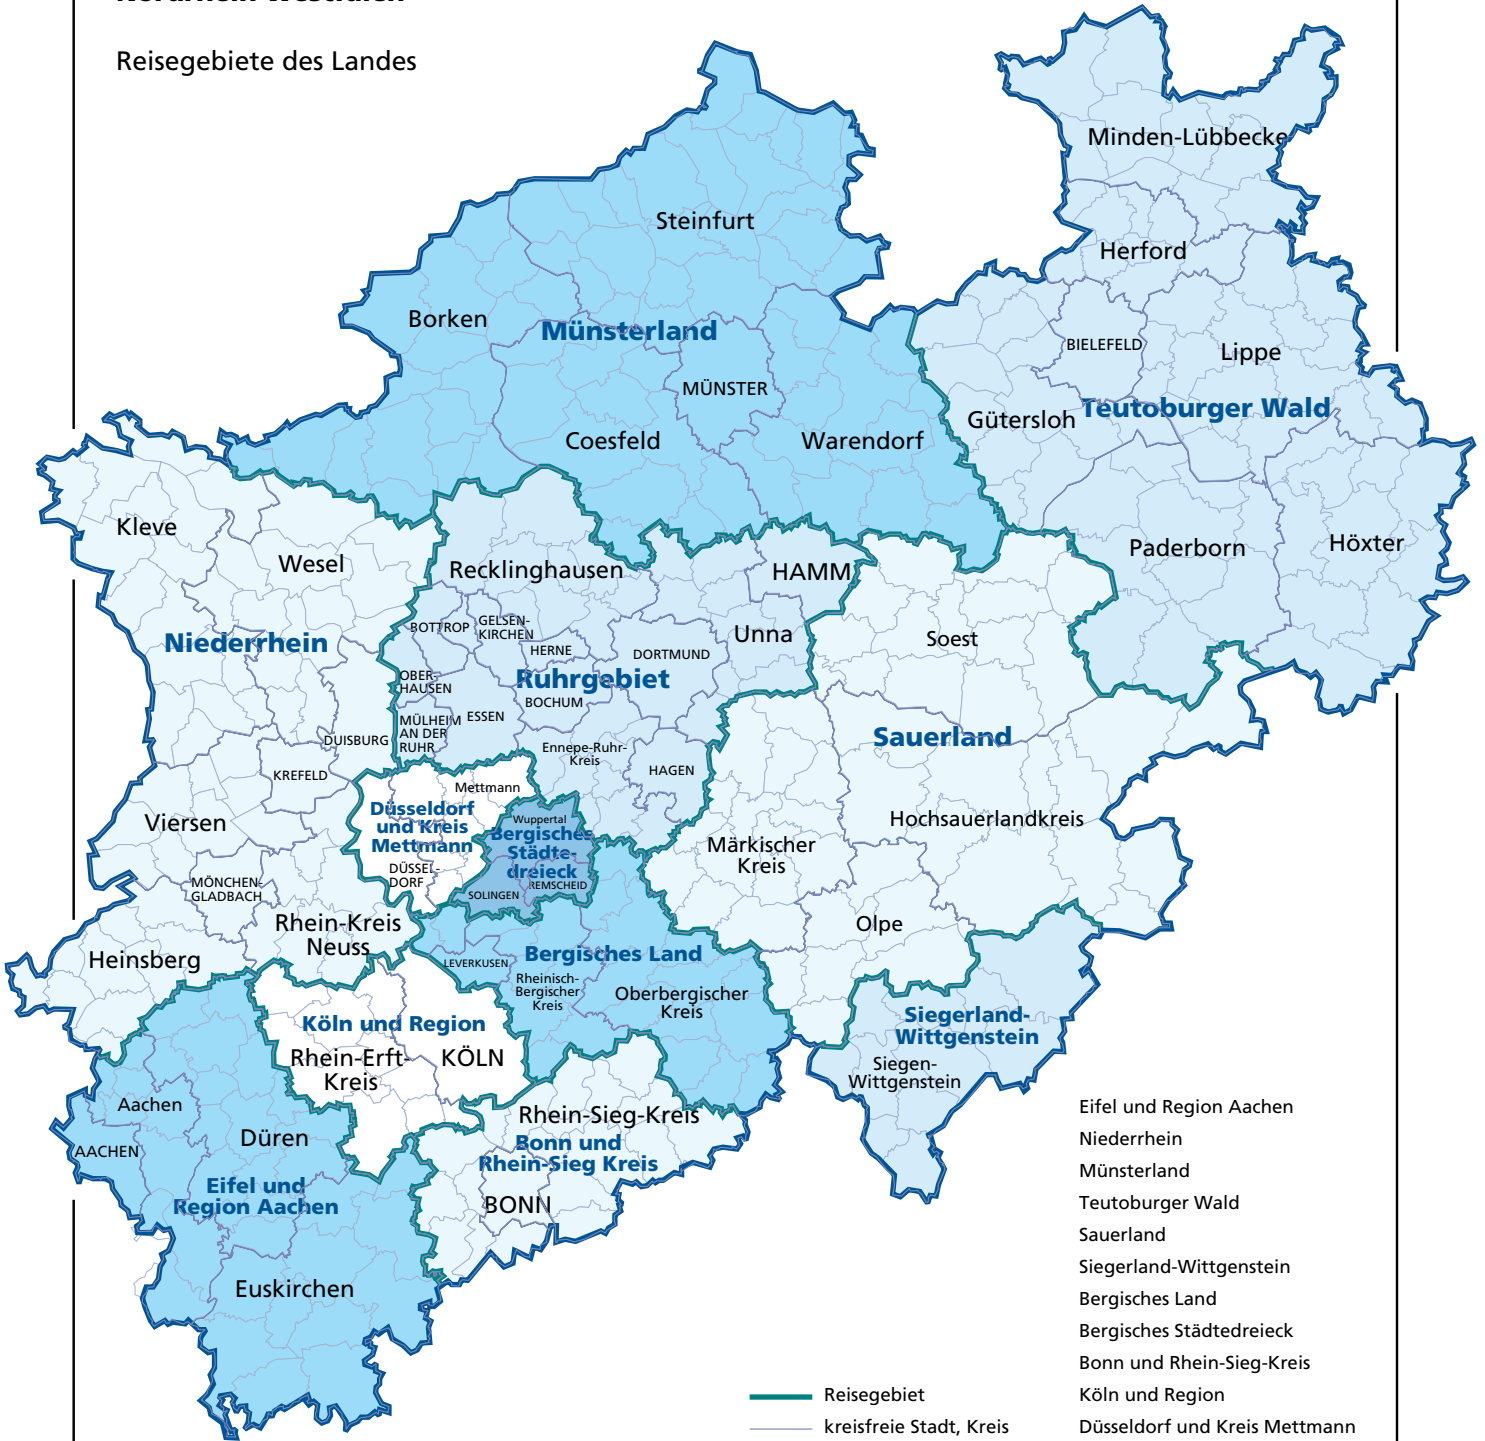 Reisegebiete des Landes
Minden-Lübbecke
Steinfurt
Herford
Borken
Münsterland
BIELEFELD
Lippe
MÜNSTER
Teutoburger Wald
Gütersloh
Coesfeld
Warendorf
Kleve
Wesel
Paderborn
Höxter
Recklinghausen
HAMM
Niederrhein
BOTTROP
GELSEN-
KIRCHEN
HERNE
DORTMUND
Unna
Soest
OBER-
HAUSEN
Ruhrgebiet
BOCHUM
ESSEN
MÜLHEIM
AN DER
RUHR
DUISBURG
Sauerland
Ennepe-Ruhr-
Kreis
HAGEN
KREFELD
Mettmann
Düsseldorf
und Kreis
Mettmann
Wuppertal
Bergisches
Städte-
dreieck
Viersen
Hochsauerlandkreis
Märkischer
Kreis
DÜSSEL-
DORF
SOLINGEN
REMSCHEID
MÖNCHEN-
GLADBACH
Rhein-Kreis
Neuss
Olpe
Heinsberg
LEVERKUSEN
Bergisches Land
Rheinisch-
Bergischer
Kreis
Oberbergischer
Kreis
Köln und Region
Siegerland-
Wittgenstein
Rhein-Erft-
Kreis
KÖLN
Siegen-
Wittgenstein
Aachen
Rhein-Sieg-Kreis
Düren
AACHEN
Bonn und
Rhein-Sieg Kreis
Eifel und
Region Aachen
BONN
Euskirchen
Eifel und Region Aachen
Niederrhein
Münsterland
Teutoburger Wald
Sauerland
Siegerland-Wittgenstein
Bergisches Land
Bergisches Städtedreieck
Bonn und Rhein-Sieg-Kreis
Köln und Region
Düsseldorf und Kreis Mettmann
Reisegebiet
kreisfreie Stadt, Kreis